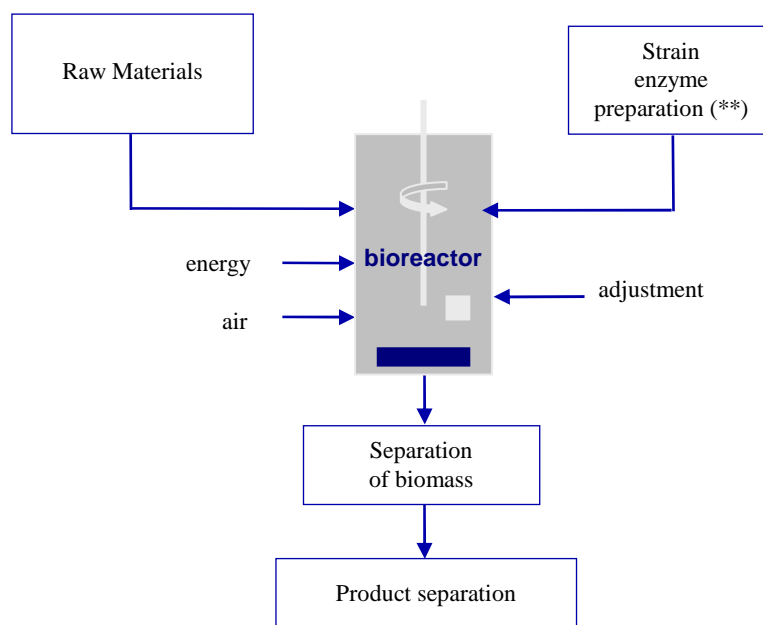 Raw Materials
Strain
enzyme
preparation (**)
bioreactor
energy
adjustment
air
Separation
of biomass
Product separation